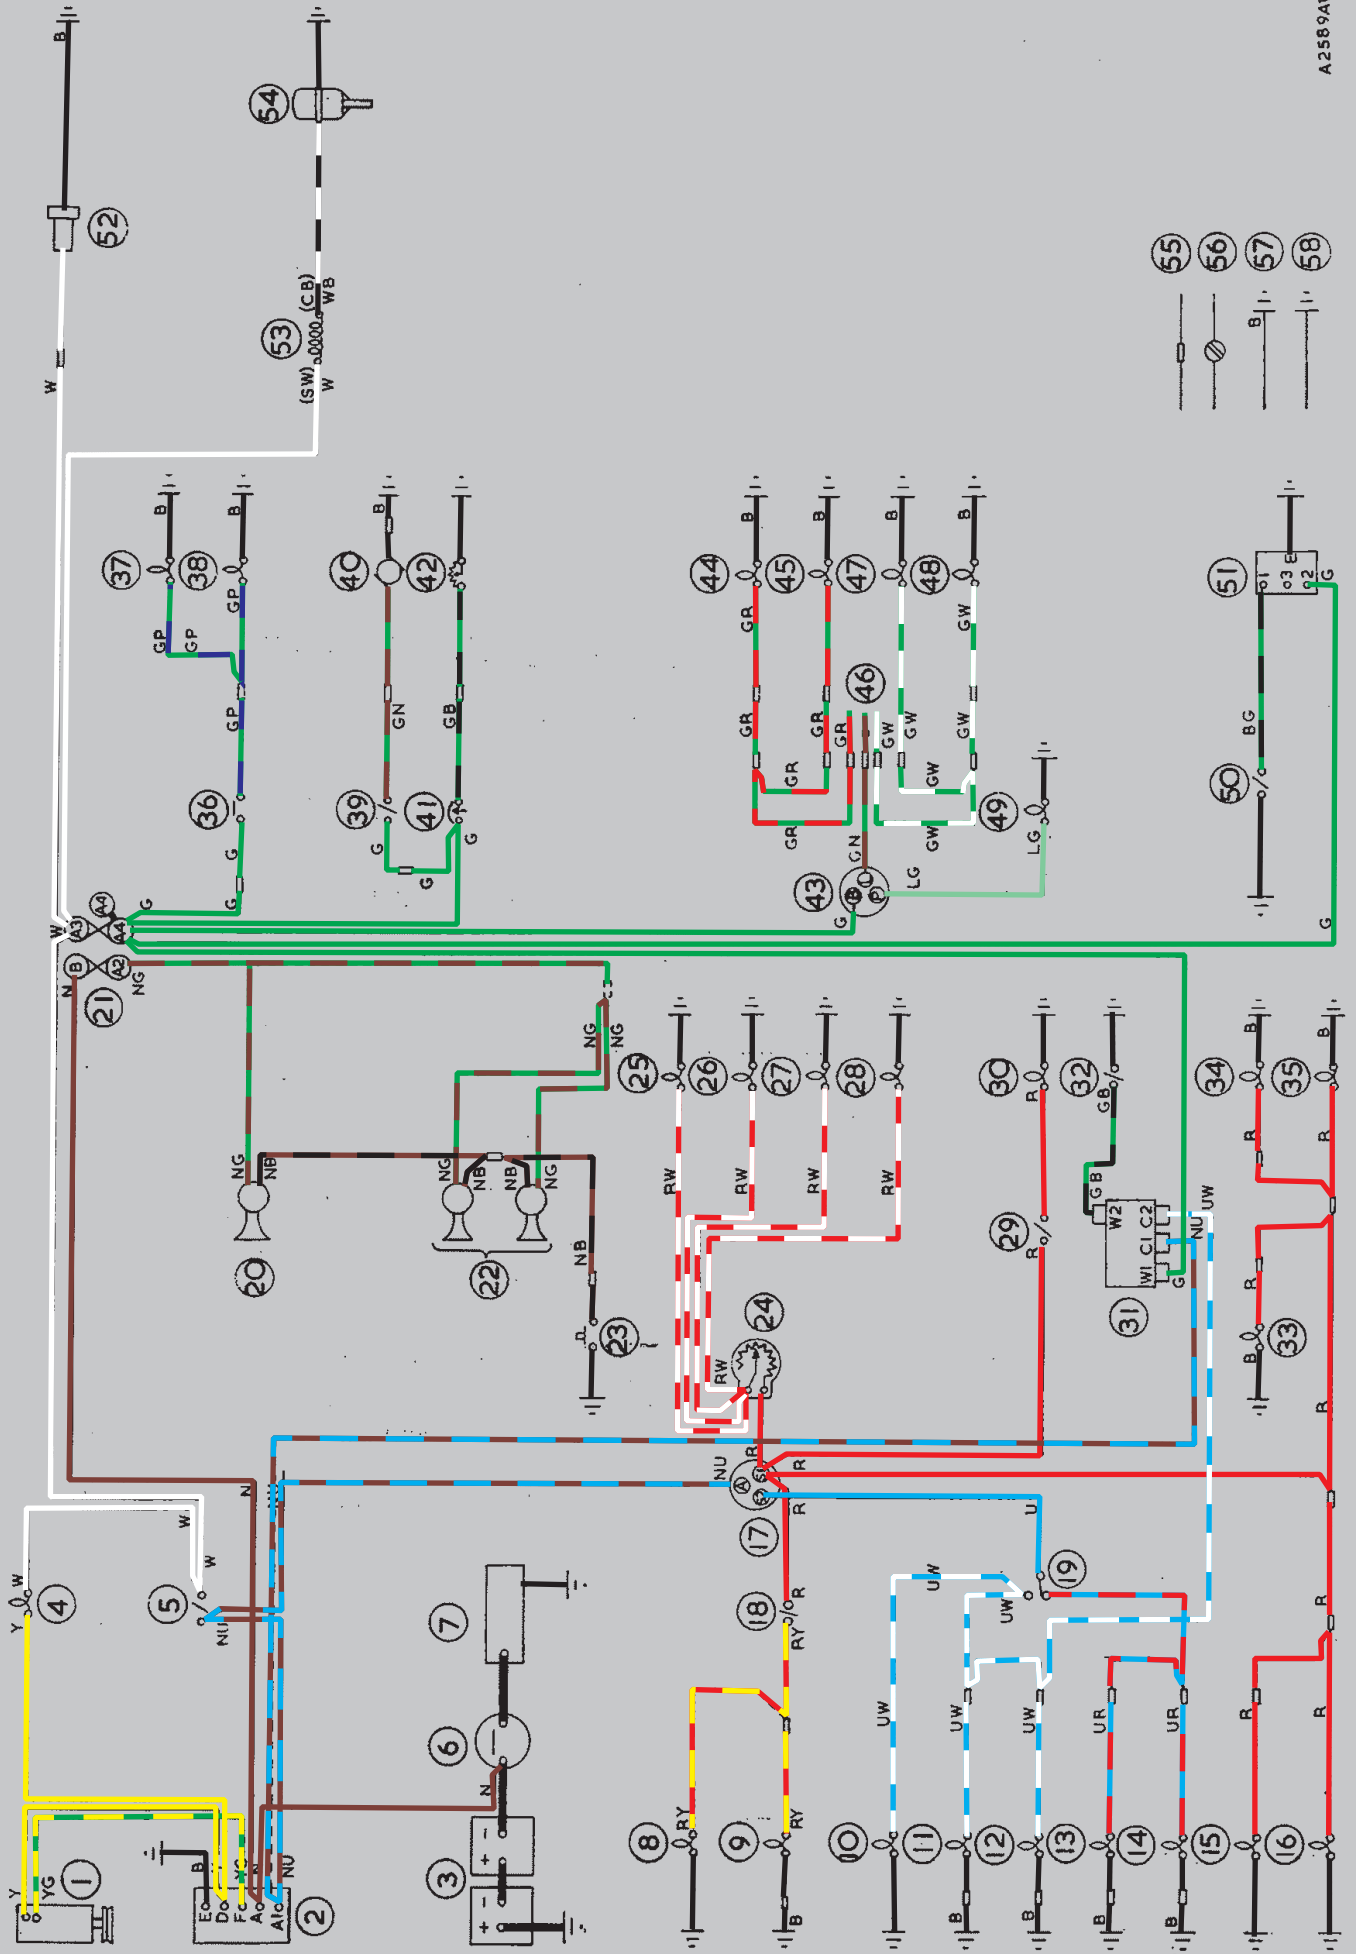 B
52
W
W
A3
A4
A4
B
A2
21
N
NG
54
(CB)
WB
53
(SW)
W
37
38
B
B
GP
GP
GP
GP
36
G
G
G
40
42
B
GN
GB
39
41
G
G
G
44
45
47
48
B
B
B
B
GR
GR
GR
GR
GR
GR
46
GW
GW
GW
GW
GW
GW
49
LG
LG
GN
43
G
55
56
57
58
B
51
1
3
2
E
G
50
BG
G
A2589A
W
4
Y
W
W
5
NU
N
NG
NB
20
NG
NB
NB
NG
22
NG
NG
NB
23
25
26
27
28
RW
RW
RW
RW
RW
24
R
R
NU
A
17
R
U
30
R
29
R
32
GB
GB
W2
W1
C1
C2
31
G
NU
UW
34
35
B
B
R
R
R
33
B
R
1
Y
YG
2
B
E
D
F
A
A1
NU
3
+
-
+
-
6
N
7
8
RY
9
RY
B
18
R
RY
19
UW
UW
10
UW
11
UW
12
UW
B
13
UR
14
UR
B
15
R
16
R
R